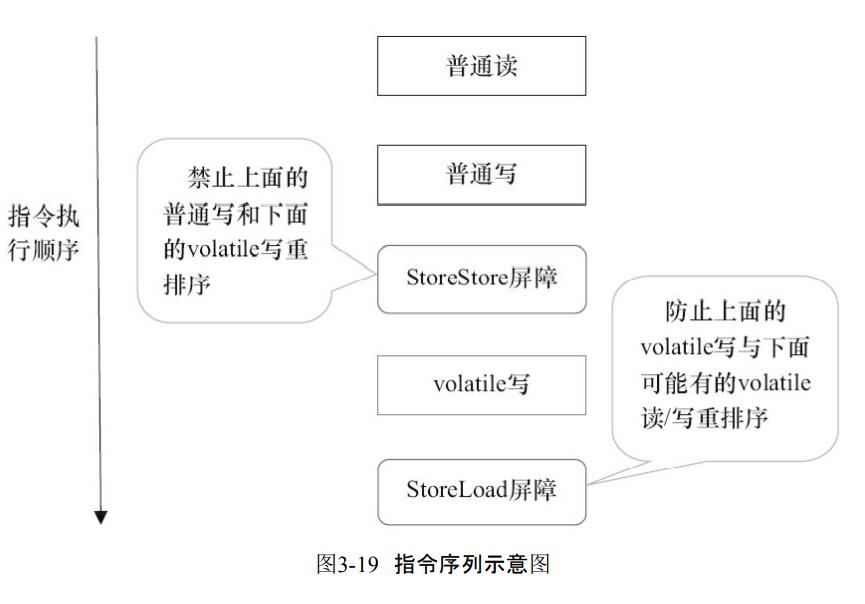 普通读
普通写
禁止上面的
普通写和下面
的volatile写重
排序
指令执
行顺序
StoreStore屏障
防止上面的
volatile写与下面
可能有的volatile
读/写重排序
volatile写
StoreLoad屏障
图3-19 指令序列示意图